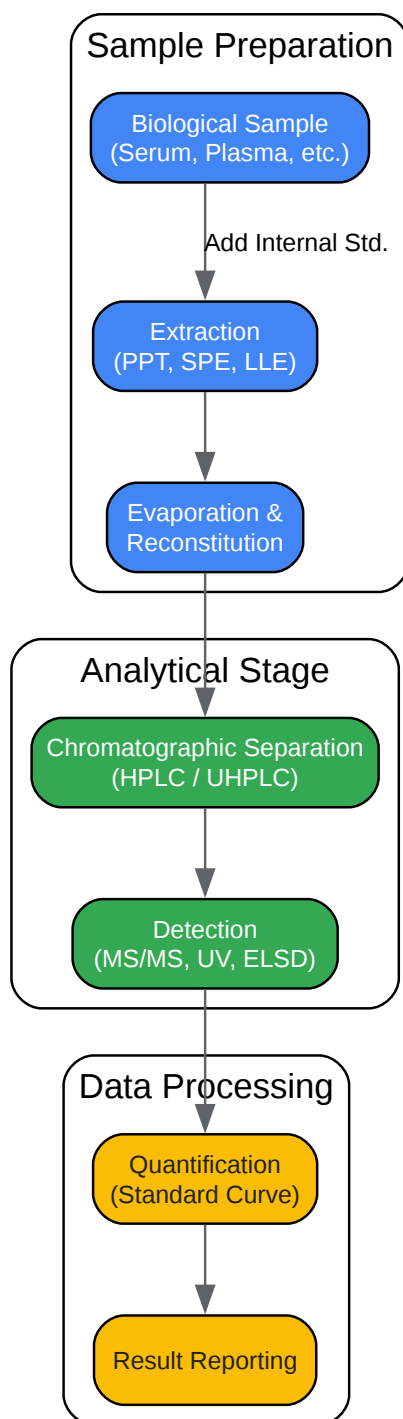 Sample Preparation
Biological Sample
(Serum, Plasma, etc.)
Add Internal Std.
Extraction
(PPT, SPE, LLE)
Evaporation &
Reconstitution
Analytical Stage
Chromatographic Separation
(HPLC / UHPLC)
Detection
(MS/MS, UV, ELSD)
Data Processing
Quantification
(Standard Curve)
Result Reporting